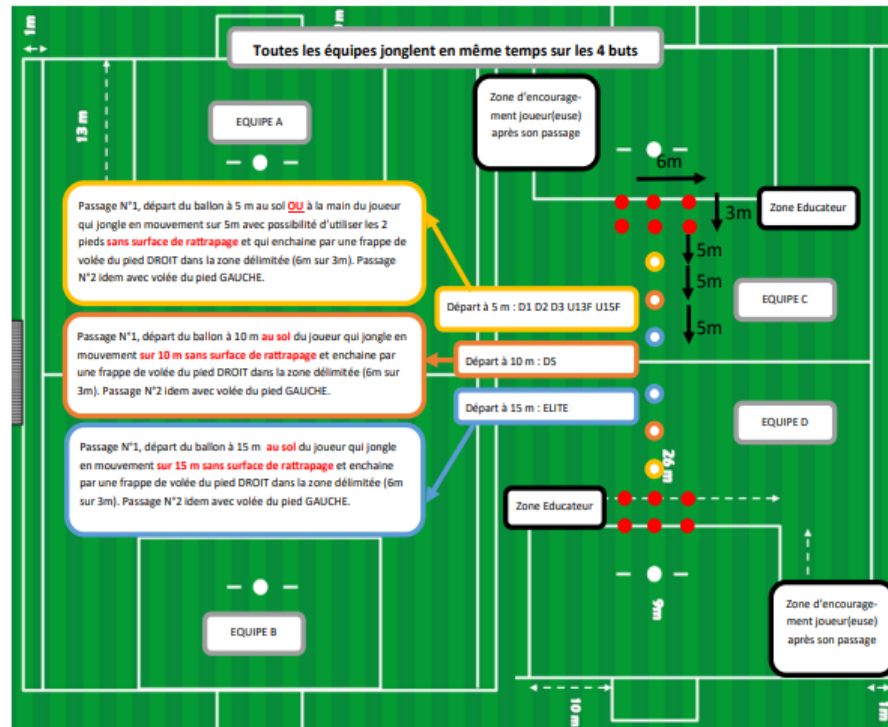 Toutes les équipes jonglent en même temps sur les 4 buts
1m
13 m
EQUIPE A
Zone d'encourage-
ment joueur(euse)
après son passage
6m
3m
Zone Educateur
Passage N°1, départ du ballon à 5 m au sol OU à la main du joueur
qui jongle en mouvement sur 5m avec possibilité d'utiliser les 2
pieds sans surface de rattrapage et qui enchaine par une frappe de
volée du pied DROIT dans la zone délimitée (6m sur 3m). Passage
N°2 idem avec volée du pied GAUCHE.
5m
5m
5m
Départ à 5 m : D1 D2 D3 U13F U15F
EQUIPE C
Passage N°1, départ du ballon à 10 m au sol du joueur qui jongle en
mouvement sur 10 m sans surface de rattrapage et enchaine par
une frappe de volée du pied DROIT dans la zone délimitée (6m sur
3m). Passage N°2 idem avec volée du pied GAUCHE.
Départ à 10 m : DS
Départ à 15 m : ELITE
EQUIPE D
Passage N°1, départ du ballon à 15 m au sol du joueur qui jongle
en mouvement sur 15 m sans surface de rattrapage et enchaine
par une frappe de volée du pied DROIT dans la zone délimitée (6m
sur 3m). Passage N°2 idem avec volée du pied GAUCHE.
26 m
Zone Educateur
9m
EQUIPE B
Zone d'encourage-
ment joueur(euse)
après son passage
10 m